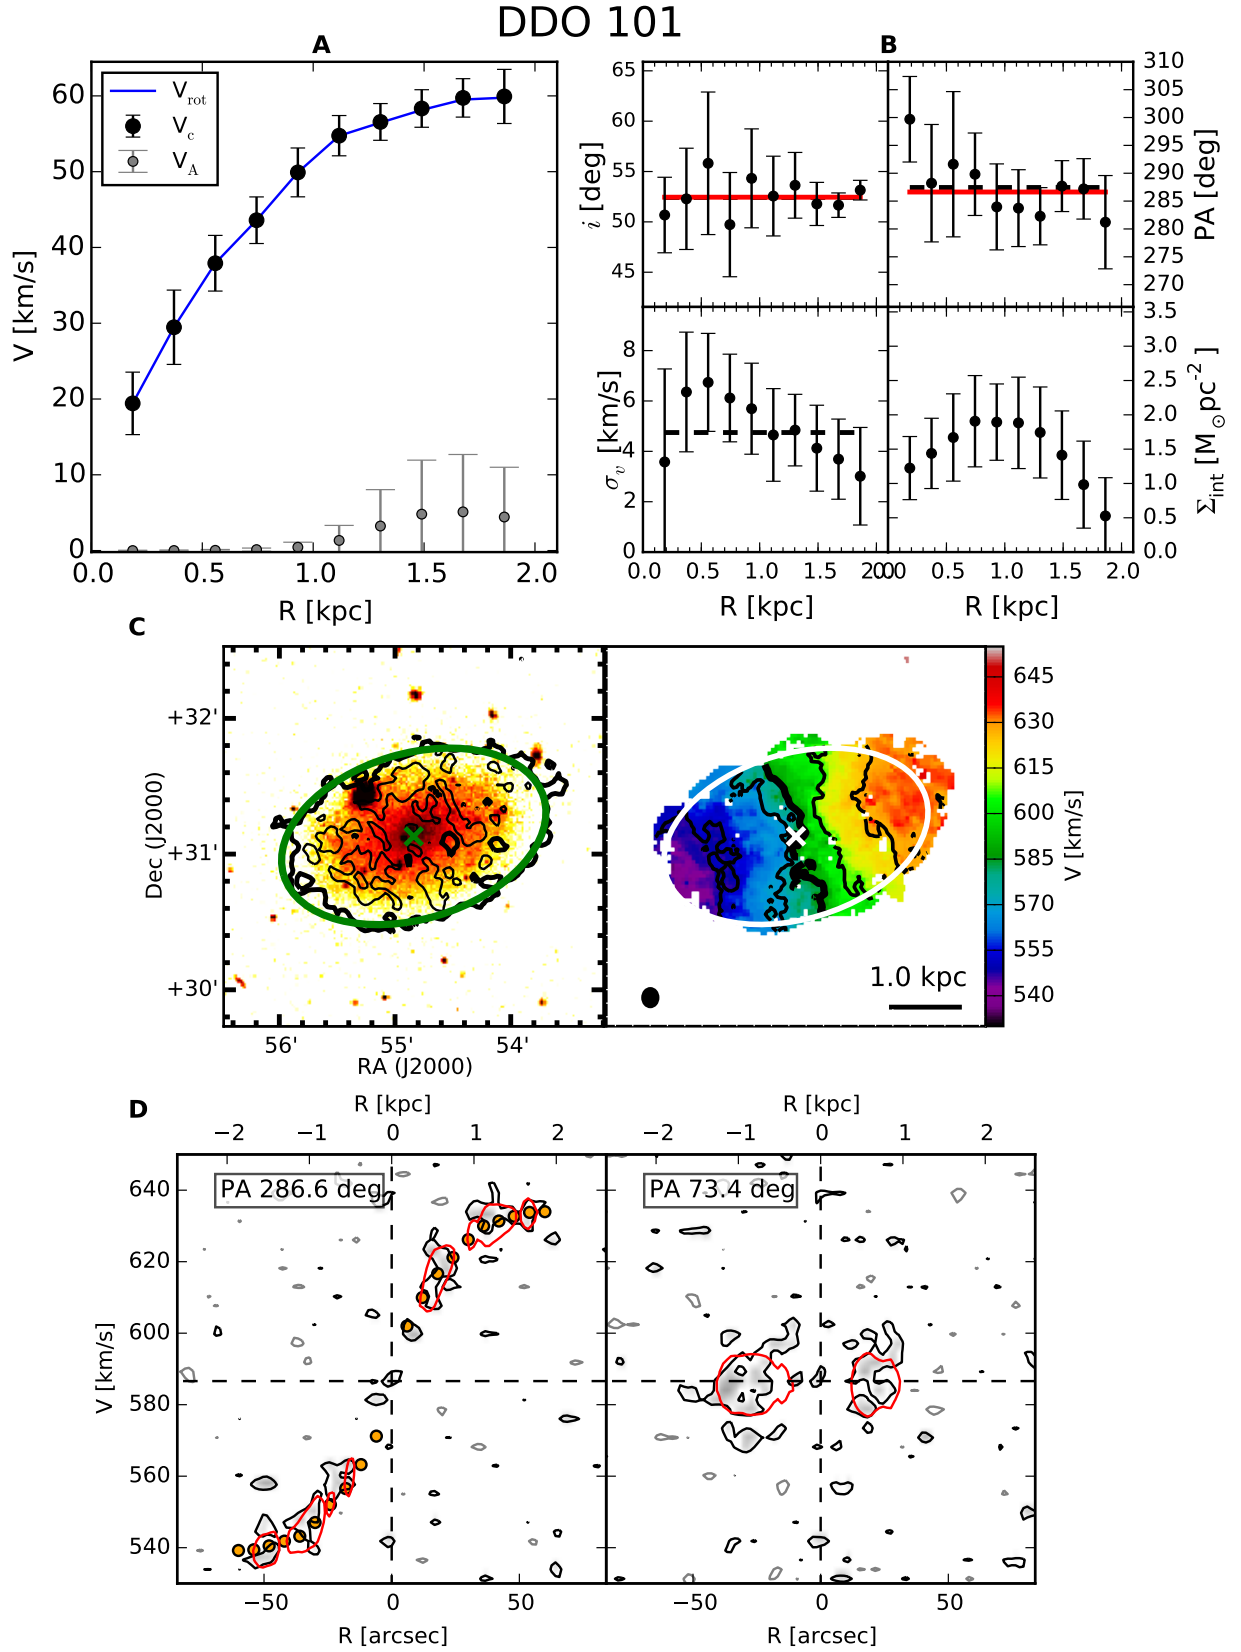 DDO 101
A
B
V_rot
V_c
V_A
60
50
40
30
20
10
0
V [km/s]
0.0 0.5 1.0 1.5 2.0
R [kpc]
65
60
55
50
45
i [deg]
310
305
300
295
290
285
280
275
270
PA [deg]
8
6
4
2
0
σ_v [km/s]
3.5
3.0
2.5
2.0
1.5
1.0
0.5
0.0
Σ_int [M_⊙pc^-2]
0.0 0.5 1.0 1.5 2.0
R [kpc]
0.0 0.5 1.0 1.5 2.0
R [kpc]
C
+32'
+31'
+30'
Dec (J2000)
56' 55' 54'
RA (J2000)
1.0 kpc
645
630
615
600
585
570
555
540
V [km/s]
D
R [kpc]
−2 −1 0 1 2
R [kpc]
−2 −1 0 1 2
PA 286.6 deg
PA 73.4 deg
640
620
600
580
560
540
V [km/s]
−50 0 50
R [arcsec]
−50 0 50
R [arcsec]